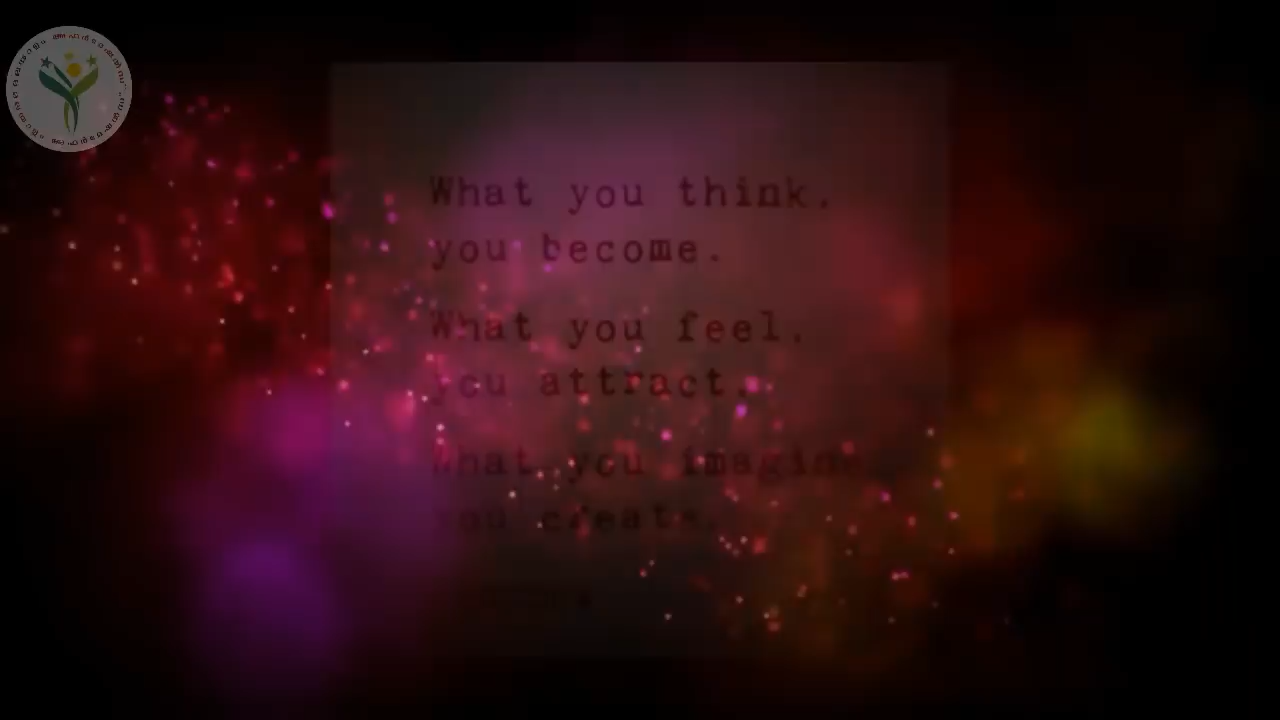 What you think,
you become.
What you feel,
you attract.
What you imagine,
you create.